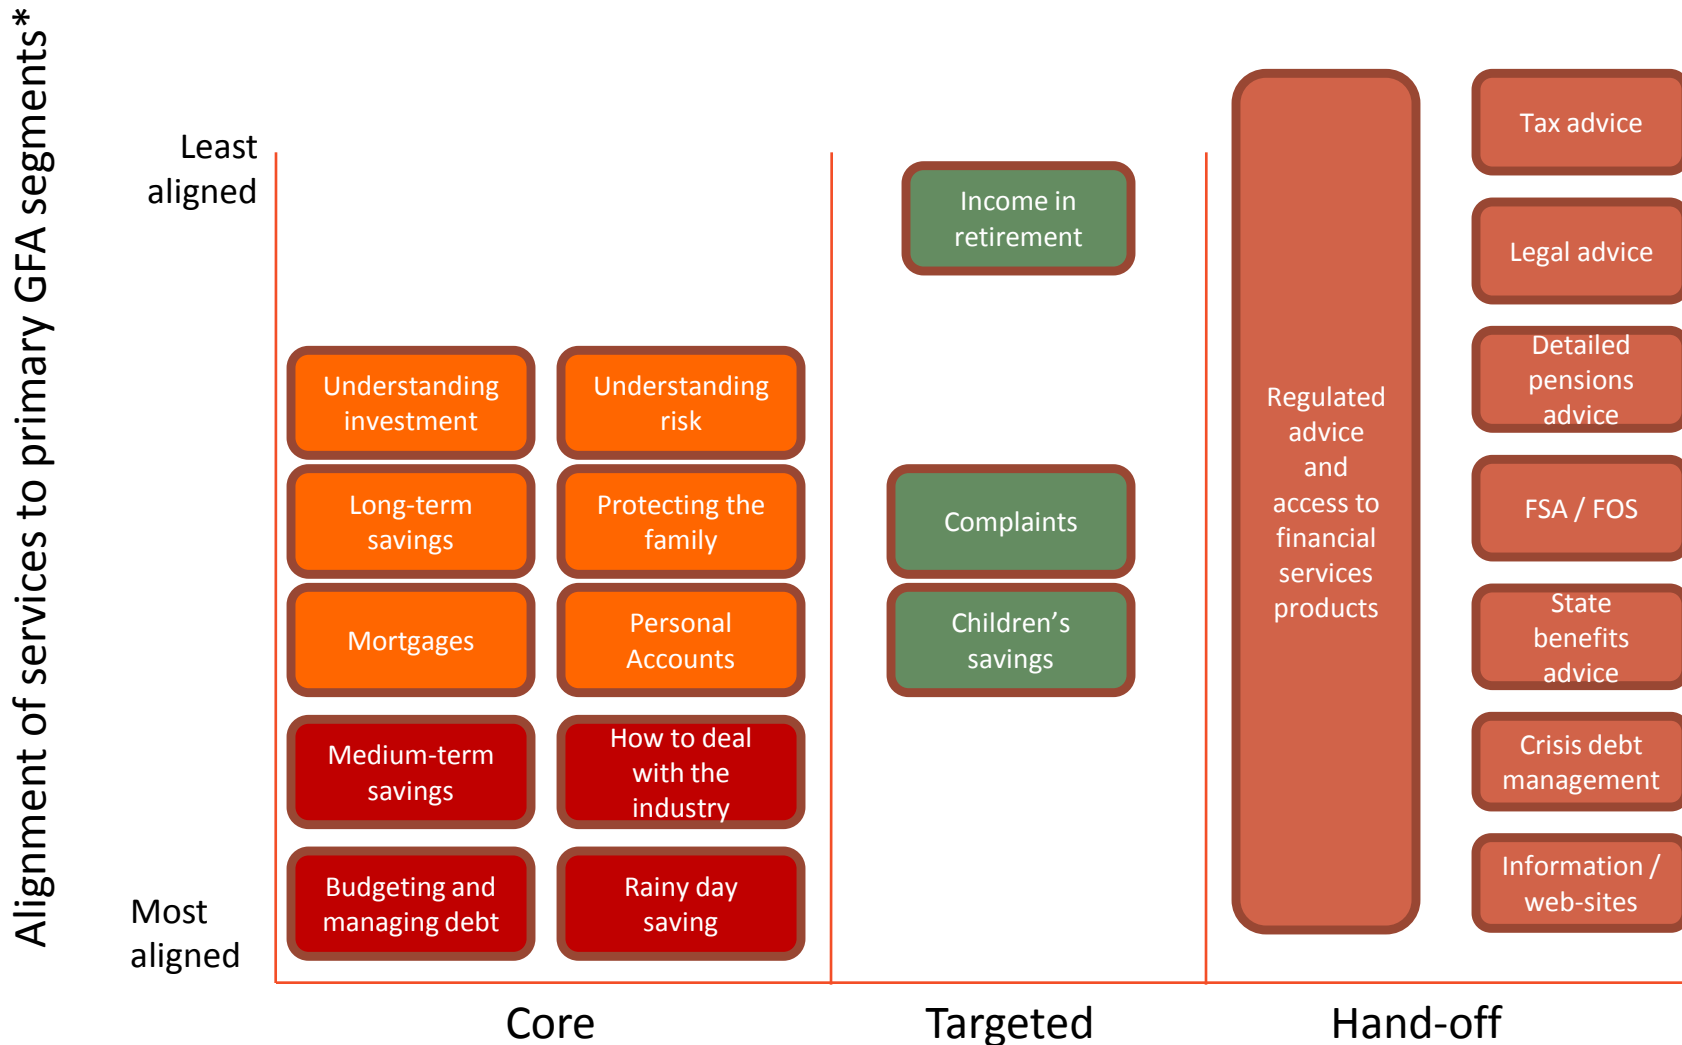 Alignment of services to primary GFA segments*
Least
aligned
Most
aligned
Understanding
investment
Understanding
risk
Long-term
savings
Protecting the
family
Mortgages
Personal
Accounts
Medium-term
savings
How to deal
with the
industry
Budgeting and
managing debt
Rainy day
saving
Income in
retirement
Complaints
Children's
savings
Regulated
advice
and
access to
financial
services
products
Tax advice
Legal advice
Detailed
pensions
advice
FSA / FOS
State
benefits
advice
Crisis debt
management
Information /
web-sites
Core
Targeted
Hand-off